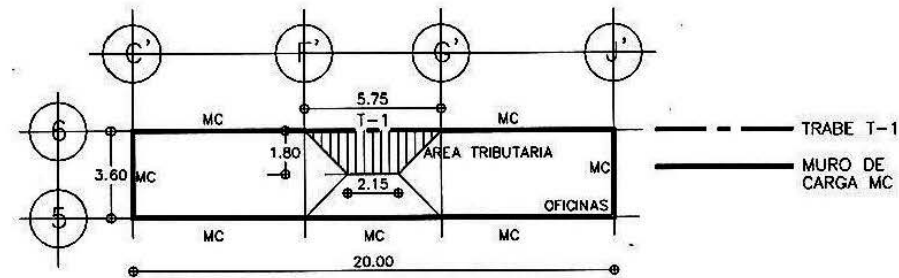 C' F' G' J'
5.75
MC T-1 MC
6
TRABE T-1
1.80
AREA TRIBUTARIA
3.60
MC
MC
MURO DE
CARGA MC
2.15
OFICINAS
5
MC MC MC
20.00